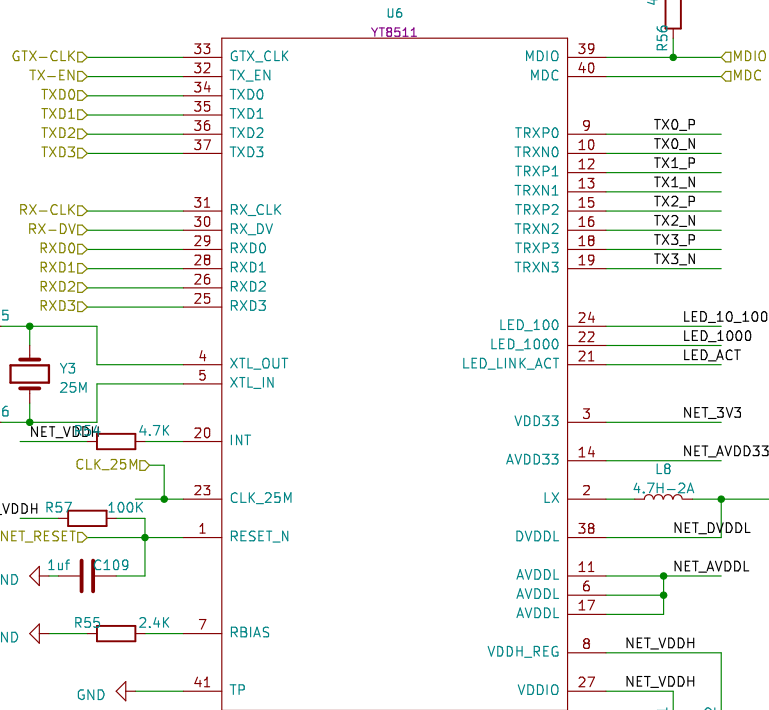 U6
YT8511
R56
GTX-CLK 33 GTX_CLK MDIO 39 MDIO
TX-EN 32 TX_EN MDC 40 MDC
TXD0 34 TXD0
TXD1 35 TXD1
TXD2 36 TXD2 TRXP0 9 TX0_P
TXD3 37 TXD3 TRXN0 10 TX0_N
TRXP1 12 TX1_P
TRXN1 13 TX1_N
RX-CLK 31 RX_CLK TRXP2 15 TX2_P
RX-DV 30 RX_DV TRXN2 16 TX2_N
RXD0 29 RXD0 TRXP3 18 TX3_P
RXD1 28 RXD1 TRXN3 19 TX3_N
RXD2 26 RXD2
RXD3 25 RXD3
5 LED_100 24 LED_10_100
LED_1000 22 LED_1000
4 XTL_OUT LED_LINK_ACT 21 LED_ACT
Y3
25M
5 XTL_IN
6 VDD33 3 NET_3V3
NET_VDDH R54 4.7K 20 INT
CLK_25M AVDD33 14 NET_AVDD33
L8
4.7H-2A
23 CLK_25M LX 2
_VDDH R57 100K
NET_RESET 1 RESET_N DVDDL 38 NET_DVDDL
1uf C109
ND AVDDL 11 NET_AVDDL
AVDDL 6
AVDDL 17
R55 2.4K
ND 7 RBIAS
VDDH_REG 8 NET_VDDH
GND 41 TP VDDIO 27 NET_VDDH